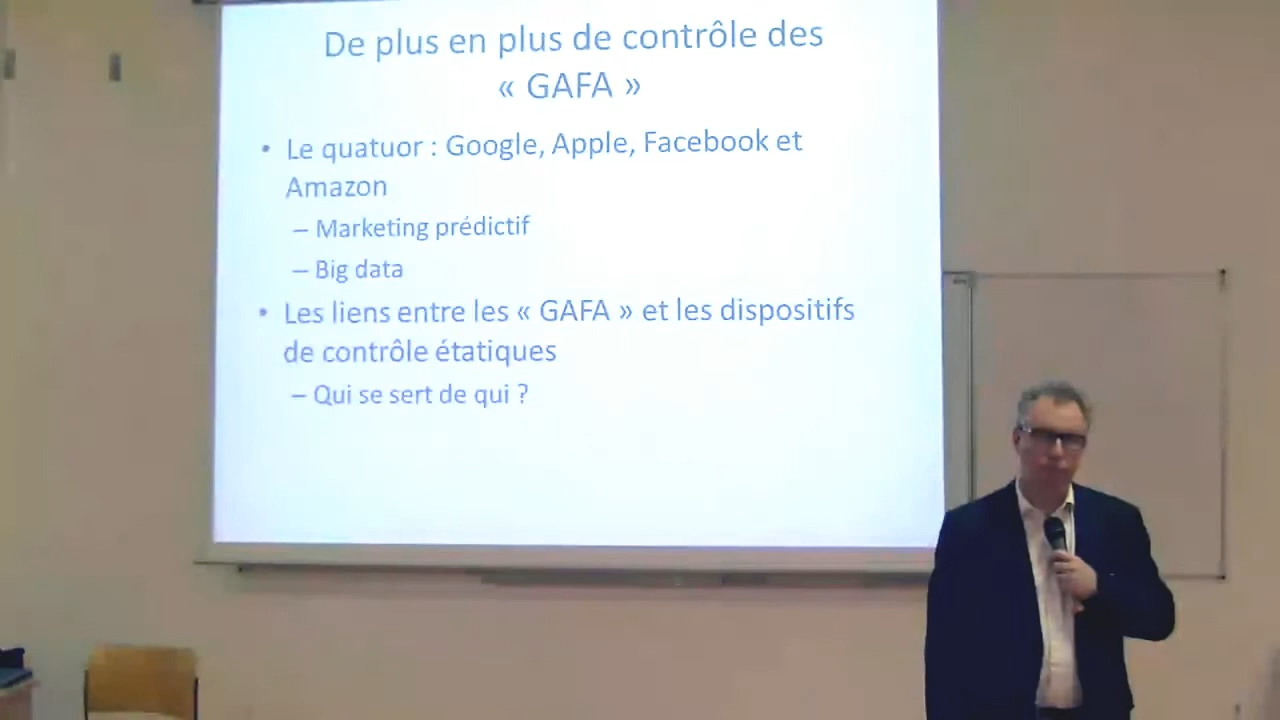 De plus en plus de contrôle des
« GAFA »
• Le quatuor : Google, Apple, Facebook et
Amazon
– Marketing prédictif
– Big data
• Les liens entre les « GAFA » et les dispositifs
de contrôle étatiques
– Qui se sert de qui ?